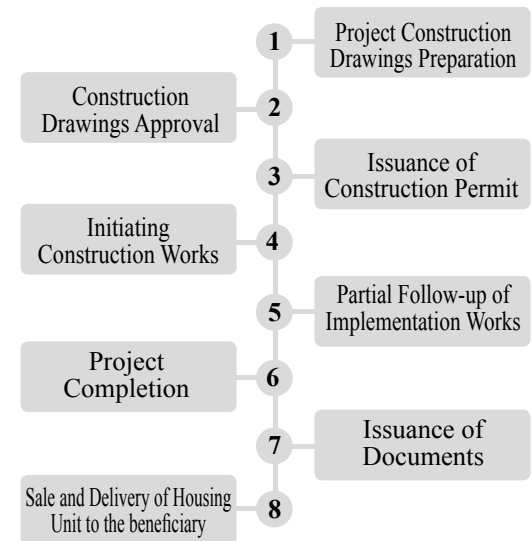 1
Project Construction
Drawings Preparation
Construction
Drawings Approval
2
3
Issuance of
Construction Permit
Initiating
Construction Works
4
5
Partial Follow-up of
Implementation Works
Project
Completion
6
7
Issuance of
Documents
Sale and Delivery of Housing
Unit to the beneficiary
8